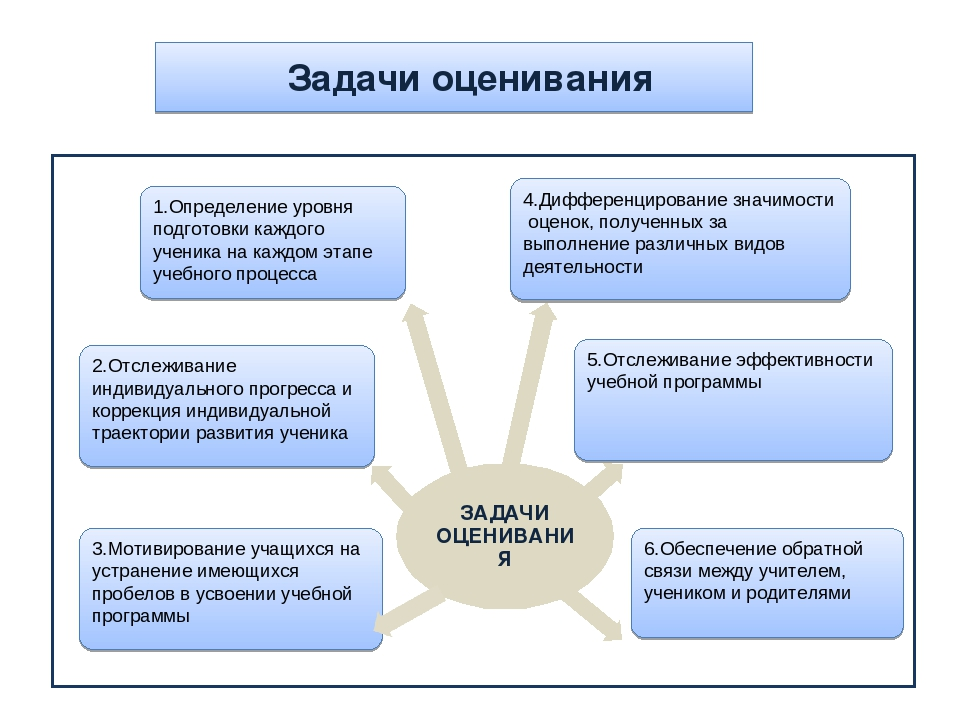 Задачи оценивания
1.Определение уровня
подготовки каждого
ученика на каждом этапе
учебного процесса
2.Отслеживание
индивидуального прогресса и
коррекция индивидуальной
траектории развития ученика
3.Мотивирование учащихся на
устранение имеющихся
пробелов в усвоении учебной
программы
4.Дифференцирование значимости
оценок, полученных за
выполнение различных видов
деятельности
5.Отслеживание эффективности
учебной программы
6.Обеспечение обратной
связи между учителем,
учеником и родителями
ЗАДАЧИ
ОЦЕНИВАНИ
Я